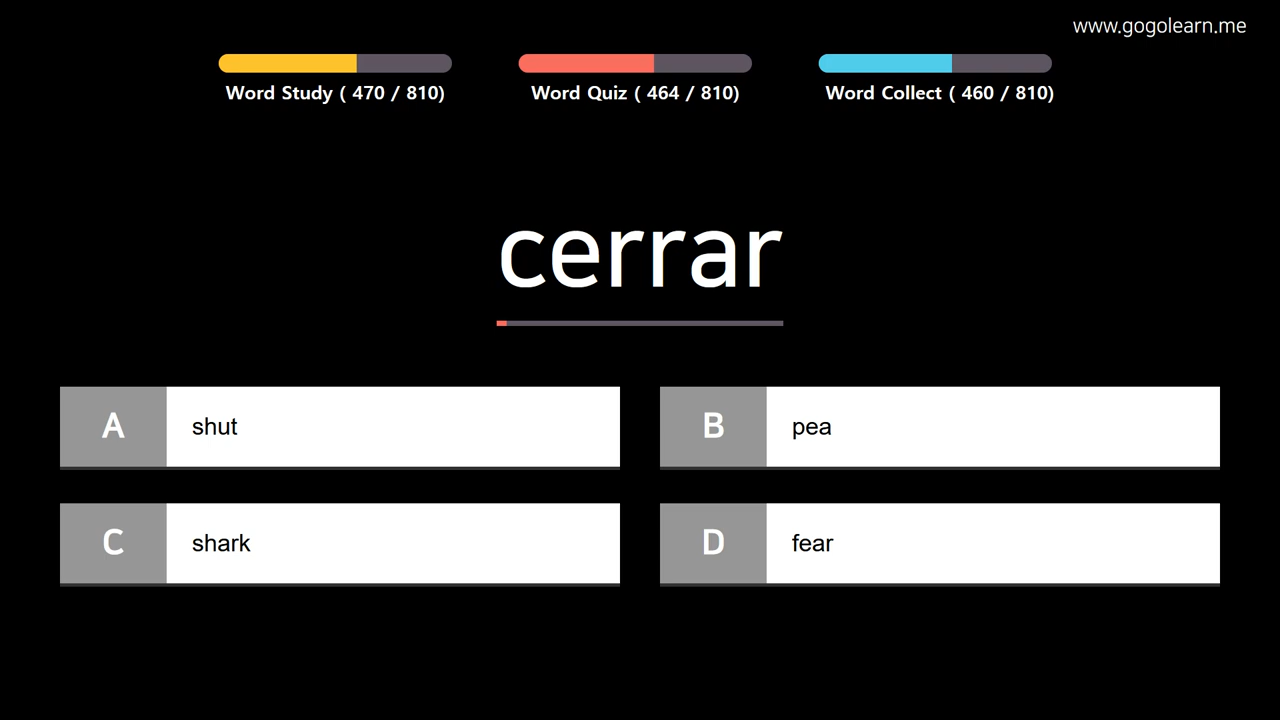 www.gogolearn.me
Word Study ( 470 / 810)
Word Quiz ( 464 / 810)
Word Collect ( 460 / 810)
cerrar
A shut
B pea
C shark
D fear